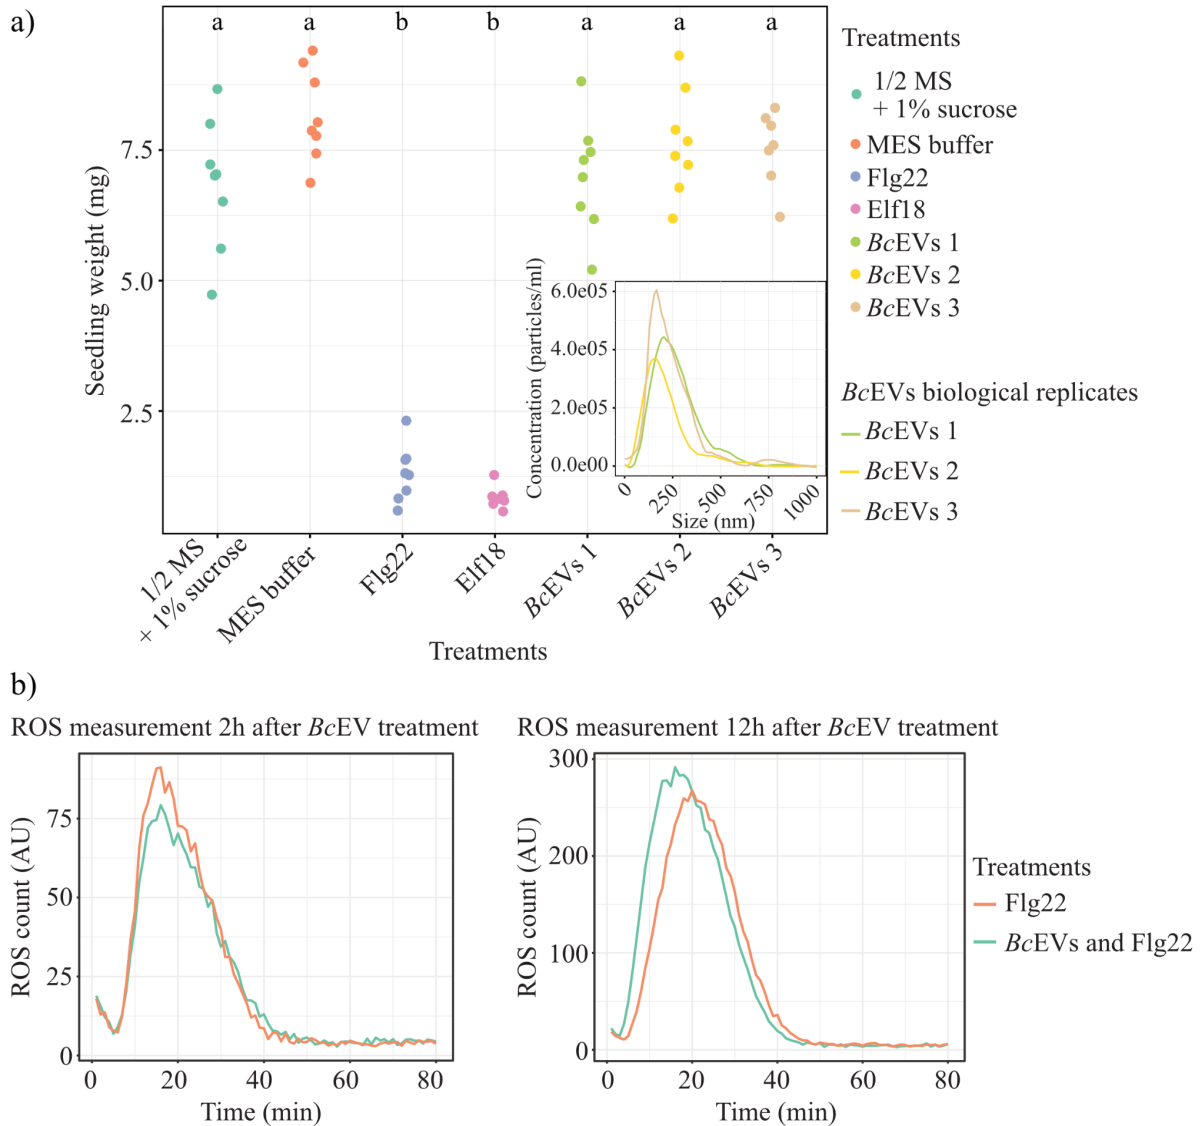 a)
a a b b a a a
Seedling weight (mg)
7.5
5.0
2.5
Treatments
1/2 MS
+ 1% sucrose
MES buffer
Flg22
Elf18
BcEVs 1
BcEVs 2
BcEVs 3
BcEVs biological replicates
BcEVs 1
BcEVs 2
BcEVs 3
Concentration (particles/ml)
6.0e05
4.0e05
2.0e05
0.0e00
0 250 500 750 1000
Size (nm)
1/2 MS
+ 1% sucrose
MES buffer
Flg22
Elf18
BcEVs 1
BcEVs 2
BcEVs 3
Treatments
b)
ROS measurement 2h after BcEV treatment
ROS count (AU)
75
50
25
0
0 20 40 60 80
Time (min)
ROS measurement 12h after BcEV treatment
ROS count (AU)
300
200
100
0
0 20 40 60 80
Time (min)
Treatments
Flg22
BcEVs and Flg22